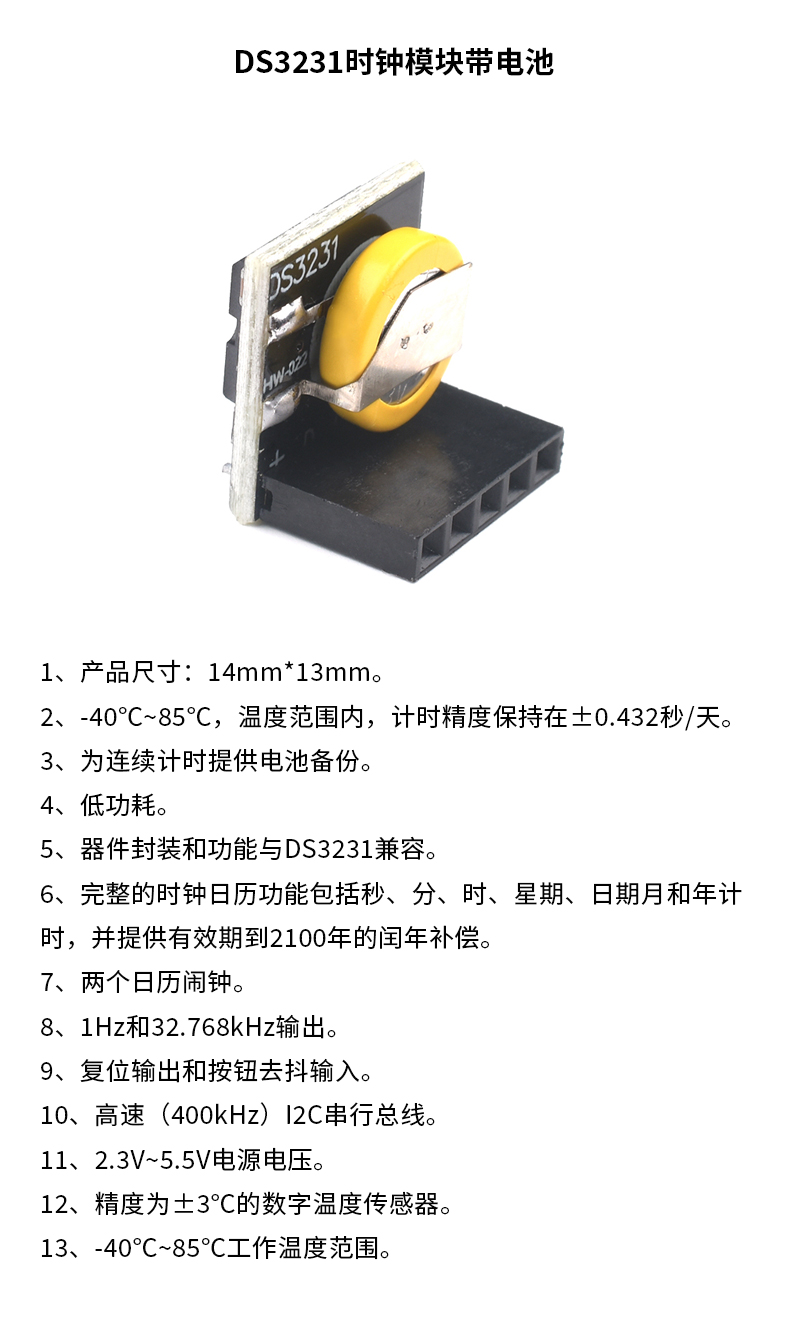 DS3231时钟模块带电池
DS3231
HW-022
+
1、产品尺寸：14mm*13mm。
2、-40℃~85℃，温度范围内，计时精度保持在±0.432秒/天。
3、为连续计时提供电池备份。
4、低功耗。
5、器件封装和功能与DS3231兼容。
6、完整的时钟日历功能包括秒、分、时、星期、日期月和年计
时，并提供有效期到2100年的闰年补偿。
7、两个日历闹钟。
8、1Hz和32.768kHz输出。
9、复位输出和按钮去抖输入。
10、高速（400kHz）I2C串行总线。
11、2.3V~5.5V电源电压。
12、精度为±3℃的数字温度传感器。
13、-40℃~85℃工作温度范围。